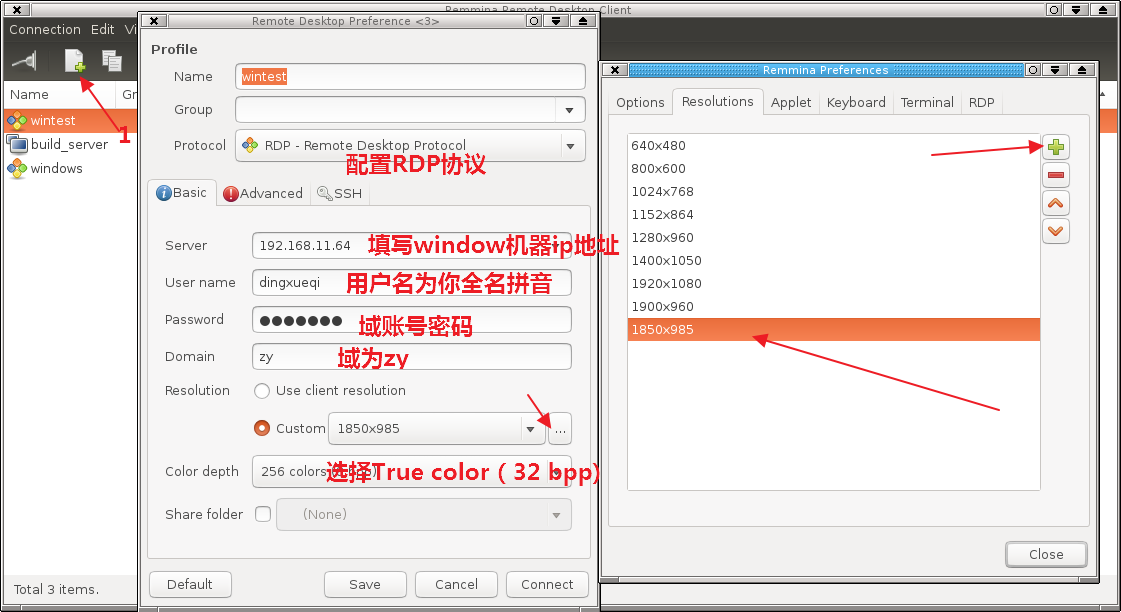 Remmina Remote Desktop Client
Connection Edit Vi
Name Gr
wintest
build_server
windows
1
Total 3 items.
Remote Desktop Preference <3>
Profile
Name wintest
Group
Protocol RDP - Remote Desktop Protocol
配置RDP协议
Basic Advanced SSH
Server 192.168.11.64 填写window机器ip地址
User name dingxueqi 用户名为你全名拼音
Password ●●●●●●● 域账号密码
Domain zy 域为zy
Resolution Use client resolution
Custom 1850x985 ...
Color depth 256 colors 选择True color ( 32 bpp)
Share folder (None)
Default Save Cancel Connect
Remmina Preferences
Options Resolutions Applet Keyboard Terminal RDP
640x480
800x600
1024x768
1152x864
1280x960
1400x1050
1920x1080
1900x960
1850x985
Close